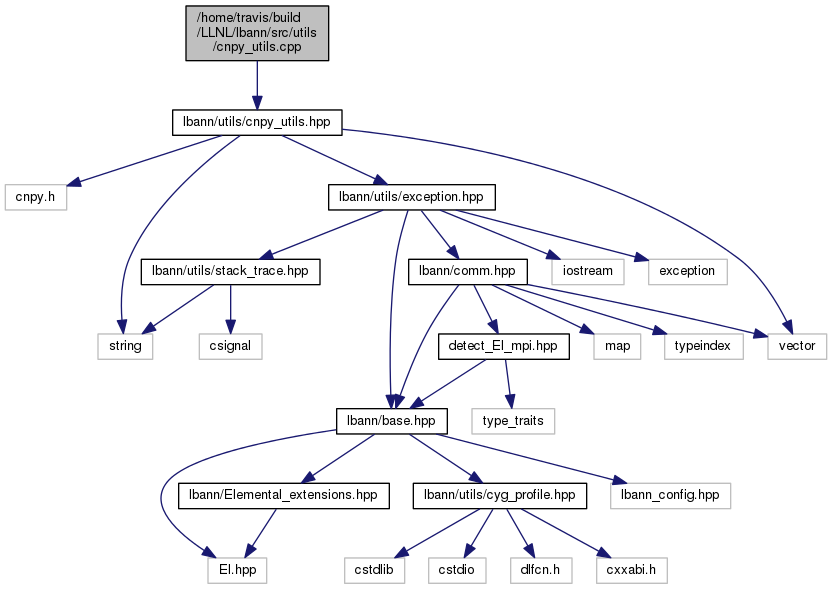 /home/travis/build
/LLNL/lbann/src/utils
/cnpy_utils.cpp
lbann/utils/cnpy_utils.hpp
cnpy.h
lbann/utils/exception.hpp
lbann/utils/stack_trace.hpp
lbann/comm.hpp
iostream
exception
string
csignal
detect_El_mpi.hpp
map
typeindex
vector
lbann/base.hpp
type_traits
lbann/Elemental_extensions.hpp
lbann/utils/cyg_profile.hpp
lbann_config.hpp
El.hpp
cstdlib
cstdio
dlfcn.h
cxxabi.h